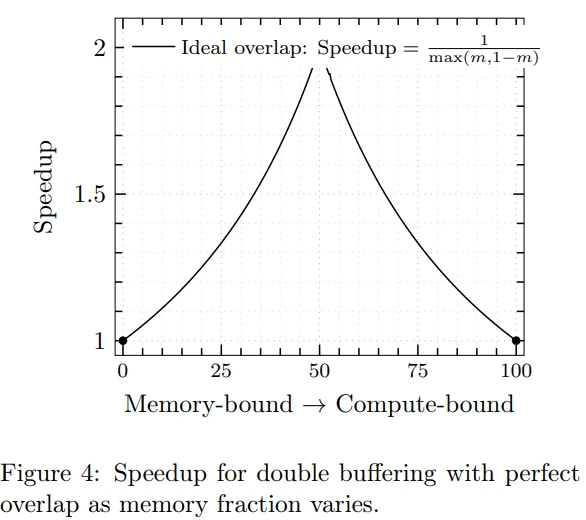 2
Ideal overlap: Speedup = 1/max(m,1−m)
1.5
1
Speedup
0 25 50 75 100
Memory-bound → Compute-bound
Figure 4: Speedup for double buffering with perfect
overlap as memory fraction varies.